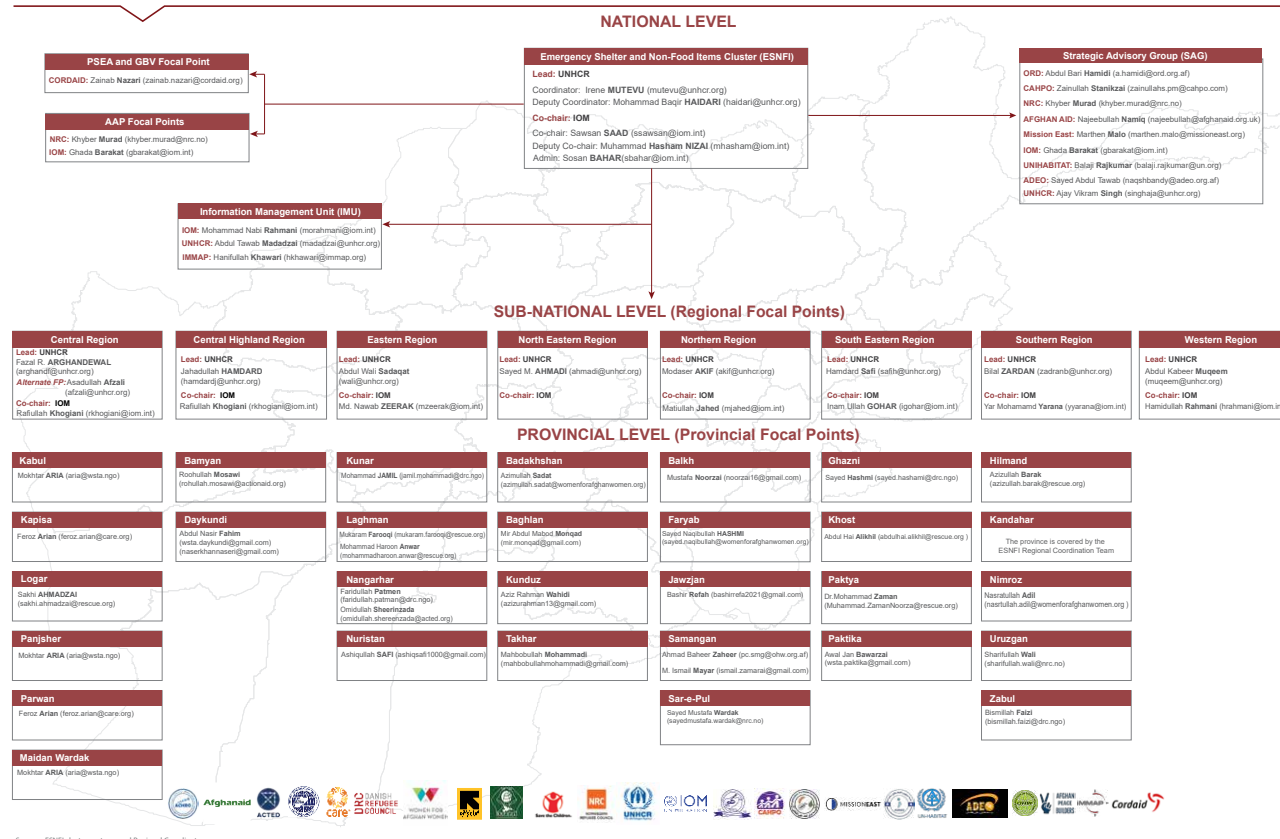 NATIONAL LEVEL
PSEA and GBV Focal Point
CORDAID: Zainab Nazari (zainab.nazari@cordaid.org)
AAP Focal Points
NRC: Khyber Murad (khyber.murad@nrc.no)
IOM: Ghada Barakat (gbarakat@iom.int)
Emergency Shelter and Non-Food Items Cluster (ESNFI)
Lead: UNHCR
Coordinator: Irene MUTEVU (mutevu@unhcr.org)
Deputy Coordinator: Mohammad Baqir HAIDARI (haidari@unhcr.org)
Co-chair: IOM
Co-chair: Sawsan SAAD (ssawsan@iom.int)
Deputy Co-chair: Muhammad Hasham NIZAI (mhasham@iom.int)
Admin: Sosan BAHAR(sbahar@iom.int)
Strategic Advisory Group (SAG)
ORD: Abdul Bari Hamidi (a.hamidi@ord.org.af)
CAHPO: Zainullah Stanikzai (zainullahs.pm@cahpo.com)
NRC: Khyber Murad (khyber.murad@nrc.no)
AFGHAN AID: Najeebullah Namiq (najeebullah@afghanaid.org.uk)
Mission East: Marthen Malo (marthen.malo@missioneast.org)
IOM: Ghada Barakat (gbarakat@iom.int)
UNIHABITAT: Balaji Rajkumar (balaji.rajkumar@un.org)
ADEO: Sayed Abdul Tawab (naqshbandy@adeo.org.af)
UNHCR: Ajay Vikram Singh (singhaja@unhcr.org)
Information Management Unit (IMU)
IOM: Mohammad Nabi Rahmani (morahmani@iom.int)
UNHCR: Abdul Tawab Madadzai (madadzai@unhcr.org)
IMMAP: Hanifullah Khawari (hkhawari@immap.org)
SUB-NATIONAL LEVEL (Regional Focal Points)
Central Region
Lead: UNHCR
Fazal R. ARGHANDEWAL
(arghandf@unhcr.org)
Alternate FP:Asadullah Afzali
(afzali@unhcr.org)
Co-chair: IOM
Rafiullah Khogiani (rkhogiani@iom.int)
Central Highland Region
Lead: UNHCR
Jahadullah HAMDARD
(hamdardj@unhcr.org)
Co-chair: IOM
Rafiullah Khogiani (rkhogiani@iom.int)
Eastern Region
Lead: UNHCR
Abdul Wali Sadaqat
(wali@unhcr.org)
Co-chair: IOM
Md. Nawab ZEERAK (mzeerak@iom.int)
North Eastern Region
Lead: UNHCR
Sayed M. AHMADI (ahmadi@unhcr.org)
Co-chair: IOM
Northern Region
Lead: UNHCR
Modaser AKIF (akif@unhcr.org)
Co-chair: IOM
Matiullah Jahed (mjahed@iom.int)
South Eastern Region
Lead: UNHCR
Hamdard Safi (safih@unhcr.org)
Co-chair: IOM
Inam Ullah GOHAR (igohar@iom.int)
Southern Region
Lead: UNHCR
Bilal ZARDAN (zadranb@unhcr.org)
Co-chair: IOM
Yar Mohamamd Yarana (yyarana@iom.int)
Western Region
Lead: UNHCR
Abdul Kabeer Muqeem
(muqeem@unhcr.org)
Co-chair: IOM
Hamidullah Rahmani (hrahmani@iom.in
PROVINCIAL LEVEL (Provincial Focal Points)
Kabul
Mokhtar ARIA (aria@wsta.ngo)
Bamyan
Roohullah Mosawi
(rohullah.mosawi@actionaid.org)
Kunar
Mohammad JAMIL (jamil.mohammadi@drc.ngo)
Badakhshan
Azimullah Sadat
(azimullah.sadat@womenforafghanwomen.org)
Balkh
Mustafa Noorzai (noorzai16@gmail.com)
Ghazni
Sayed Hashmi (sayed.hashami@drc.ngo)
Hilmand
Azizullah Barak
(azizullah.barak@rescue.org)
Kapisa
Feroz Arian (feroz.arian@care.org)
Daykundi
Abdul Nasir Fahim
(wsta.daykundi@gmail.com)
(naserkhannaseri@gmail.com)
Laghman
Mukaram Farooqi (mukaram.farooqi@rescue.org)
Mohammad Haroon Anwar
(mohammadharoon.anwar@rescue.org)
Baghlan
Mir Abdul Mabod Monqad
(mir.monqad@gmail.com)
Faryab
Sayed Naqibullah HASHMI
(sayed.naqibullah@womenforafghanwomen.org)
Khost
Abdul Hai Alikhil (abdulhai.alikhil@rescue.org )
Kandahar
The province is covered by the
ESNFI Regional Coordination Team
Logar
Sakhi AHMADZAI
(sakhi.ahmadzai@rescue.org)
Nangarhar
Faridullah Patmen
(faridullah.patman@drc.ngo)
Omidullah Sheerinzada
(omidullah.shereenzada@acted.org)
Kunduz
Aziz Rahman Wahidi
(azizurahman13@gmail.com)
Jawzjan
Bashir Refah (bashirrefa2021@gmail.com)
Paktya
Dr.Mohammad Zaman
(Muhammad.ZamanNoorza@rescue.org)
Nimroz
Nasratullah Adil
(nasrtullah.adil@womenforafghanwomen.org )
Panjsher
Mokhtar ARIA (aria@wsta.ngo)
Nuristan
Ashiqullah SAFI (ashiqsafi1000@gmail.com)
Takhar
Mahbobullah Mohammadi
(mahbobullahmohammadi@gmail.com)
Samangan
Ahmad Baheer Zaheer (pc.smg@ohw.org.af)
M. Ismail Mayar (ismail.zamarai@gmail.com)
Paktika
Awal Jan Bawarzai
(wsta.paktika@gmail.com)
Uruzgan
Sharifullah Wali
(sharifullah.wali@nrc.no)
Parwan
Feroz Arian (feroz.arian@care.org)
Sar-e-Pul
Sayed Mustafa Wardak
(sayedmustafa.wardak@nrc.no)
Zabul
Bismillah Faizi
(bismillah.faizi@drc.ngo)
Maidan Wardak
Mokhtar ARIA (aria@wsta.ngo)
Afghanaid
ACTED
care
DRC DANISH REFUGEE COUNCIL
WOMEN FOR AFGHAN WOMEN
RESCUE
Save the Children.
NRC NORWEGIAN REFUGEE COUNCIL
UNHCR
IOM
CAHPO
MISSIONEAST
UN-HABITAT
ADEO
AFGHAN PEACE BUILDERS
iMMAP
Cordaid